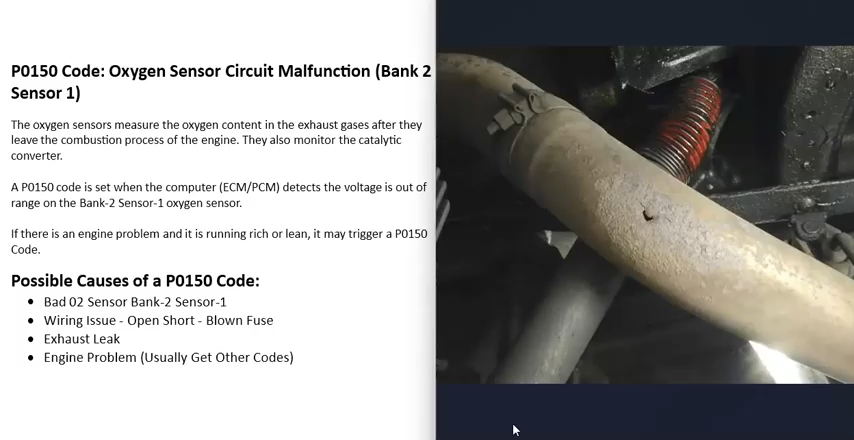 P0150 Code: Oxygen Sensor Circuit Malfunction (Bank 2
Sensor 1)
The oxygen sensors measure the oxygen content in the exhaust gases after they
leave the combustion process of the engine. They also monitor the catalytic
converter.
A P0150 code is set when the computer (ECM/PCM) detects the voltage is out of
range on the Bank-2 Sensor-1 oxygen sensor.
If there is an engine problem and it is running rich or lean, it may trigger a P0150
Code.
Possible Causes of a P0150 Code:
• Bad 02 Sensor Bank-2 Sensor-1
• Wiring Issue - Open Short - Blown Fuse
• Exhaust Leak
• Engine Problem (Usually Get Other Codes)